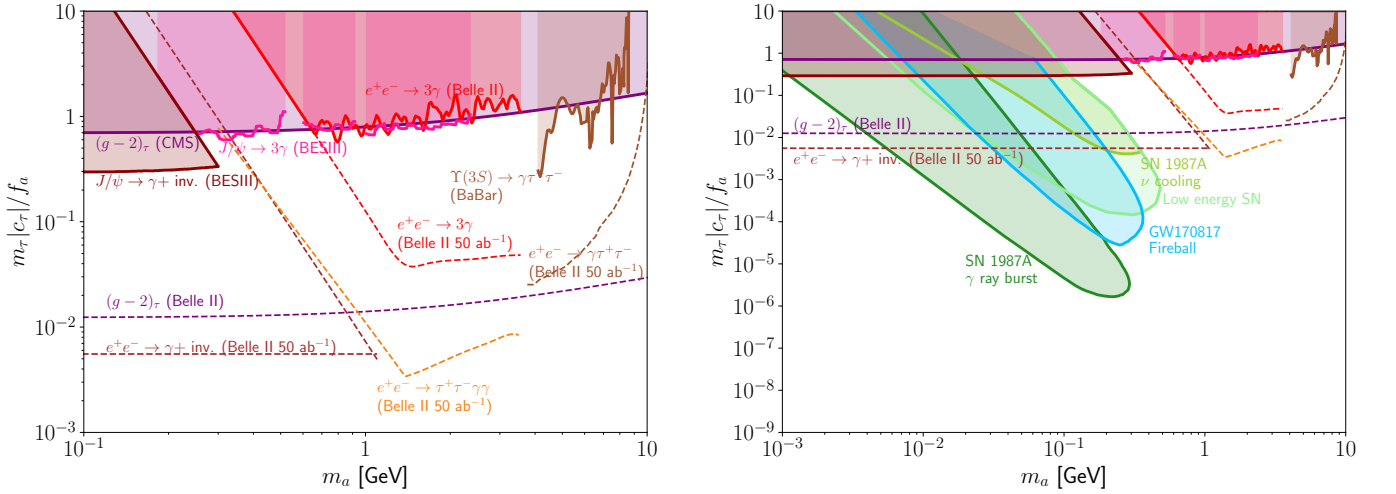 10
1
10⁻¹
10⁻²
10⁻³
m_τ|c_τ|/f_a
e⁺e⁻ → 3γ (Belle II)
(g − 2)_τ (CMS)
J/ψ → 3γ (BESIII)
J/ψ → γ+ inv. (BESIII)
Υ(3S) → γτ⁺τ⁻
(BaBar)
e⁺e⁻ → 3γ
(Belle II 50 ab⁻¹)
e⁺e⁻ → γτ⁺τ⁻
(Belle II 50 ab⁻¹)
(g − 2)_τ (Belle II)
e⁺e⁻ → γ+ inv. (Belle II 50 ab⁻¹)
e⁺e⁻ → τ⁺τ⁻γγ
(Belle II 50 ab⁻¹)
10⁻¹ 1 10
m_a [GeV]
10
1
10⁻¹
10⁻²
10⁻³
10⁻⁴
10⁻⁵
10⁻⁶
10⁻⁷
10⁻⁸
10⁻⁹
m_τ|c_τ|/f_a
(g − 2)_τ (Belle II)
e⁺e⁻ → γ+ inv. (Belle II 50 ab⁻¹)
SN 1987A
ν cooling
Low energy SN
GW170817
Fireball
SN 1987A
γ ray burst
10⁻³ 10⁻² 10⁻¹ 1 10
m_a [GeV]